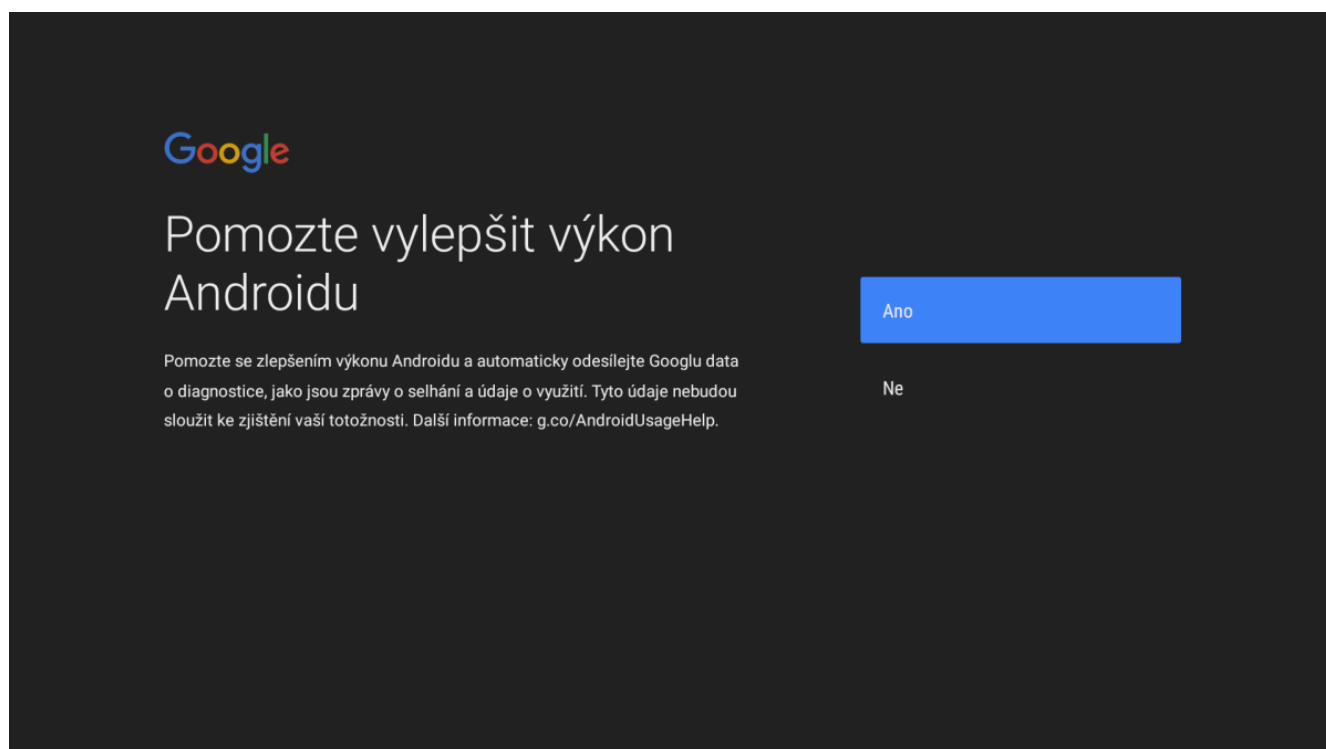 Google
Pomozte vylepšit výkon
Androidu
Pomozte se zlepšením výkonu Androidu a automaticky odesílejte Googlu data
o diagnostice, jako jsou zprávy o selhání a údaje o využití. Tyto údaje nebudou
sloužit ke zjištění vaší totožnosti. Další informace: g.co/AndroidUsageHelp.
Ano
Ne